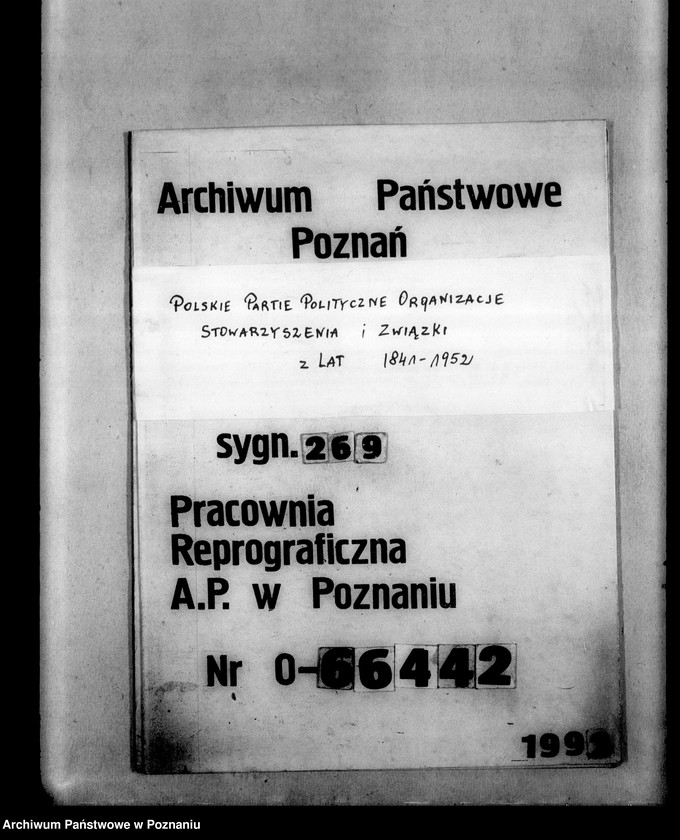 Archiwum Państwowe
Poznań
POLSKIE PARTIE POLITYCZNE ORGANIZACJE
STOWARZYSZENIA i ZWIĄZKI
z LAT 1841-1952
sygn. 269
Pracownia
Reprograficzna
A.P. w Poznaniu
Nr 0-66442
Archiwum Państwowe w Poznaniu